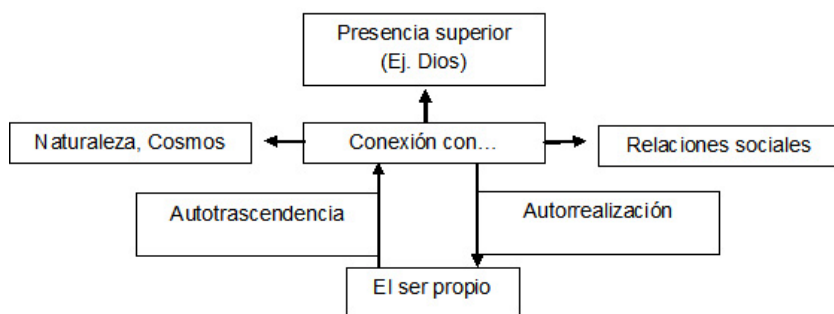 Presencia superior
(Ej. Dios)
Naturaleza, Cosmos
Conexión con...
Relaciones sociales
Autotrascendencia
Autorrealización
El ser propio